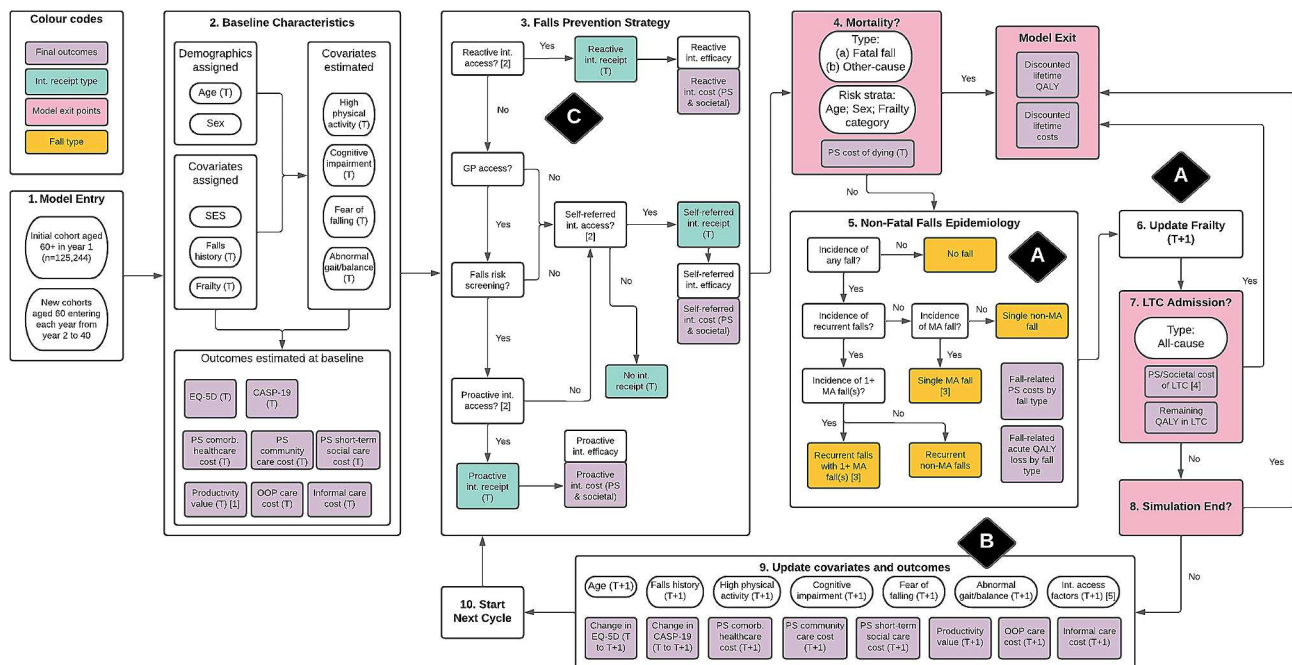 Colour codes
Final outcomes
Int. receipt type
Model exit points
Fall type
1. Model Entry
Initial cohort aged
60+ in year 1
(n=125,244)
New cohorts
aged 60 entering
each year from
year 2 to 40
2. Baseline Characteristics
Demographics
assigned
Age (T)
Sex
Covariates
assigned
SES
Falls
history (T)
Frailty (T)
Covariates
estimated
High
physical
activity (T)
Cognitive
impairment
(T)
Fear of
falling (T)
Abnormal
gait/balance
(T)
Outcomes estimated at baseline
EQ-5D (T)
CASP-19
(T)
PS comorb.
healthcare
cost (T)
PS
community
care cost (T)
PS short-term
social care
cost (T)
Productivity
value (T) [1]
OOP care
cost (T)
Informal care
cost (T)
3. Falls Prevention Strategy
Reactive int.
access? [2]
Yes
Reactive
int. receipt
(T)
Reactive
int. efficacy
Reactive
int. cost (PS
& societal)
No
C
GP access?
No
Yes
Self-referred
int. access?
[2]
Yes
Self-referred
int. receipt
(T)
Self-referred
int. efficacy
Self-referred
int. cost (PS
& societal)
Falls risk
screening?
No
No
Yes
No int.
receipt (T)
Proactive int.
access? [2]
No
Yes
Proactive
int. receipt
(T)
Proactive
int. efficacy
Proactive
int. cost (PS
& societal)
4. Mortality?
Type:
(a) Fatal fall
(b) Other-cause
Risk strata:
Age; Sex; Frailty
category
PS cost of dying (T)
Yes
No
Model Exit
Discounted
lifetime
QALY
Discounted
lifetime
costs
5. Non-Fatal Falls Epidemiology
Incidence of
any fall?
No
No fall
A
Yes
Incidence of
recurrent falls?
No
Incidence
of MA fall?
No
Single non-MA
fall
Yes
Yes
Incidence of 1+
MA fall(s)?
Single MA fall
[3]
Fall-related
PS costs by
fall type
Yes
No
Recurrent falls
with 1+ MA
fall(s) [3]
Recurrent
non-MA falls
Fall-related
acute QALY
loss by fall
type
A
6. Update Frailty
(T+1)
7. LTC Admission?
Type:
All-cause
PS/Societal cost
of LTC [4]
Remaining
QALY in LTC
No
Yes
8. Simulation End?
No
B
9. Update covariates and outcomes
Age (T+1)
Falls history
(T+1)
High physical
activity (T+1)
Cognitive
impairment (T+1)
Fear of
falling (T+1)
Abnormal
gait/balance (T+1)
Int. access
factors (T+1) [5]
Change in
EQ-5D (T
to T+1)
Change in
CASP-19
(T to T+1)
PS comorb.
healthcare
cost (T+1)
PS community
care cost (T+1)
PS short-term
social care
cost (T+1)
Productivity
value (T+1)
OOP care
cost (T+1)
Informal care
cost (T+1)
10. Start
Next Cycle